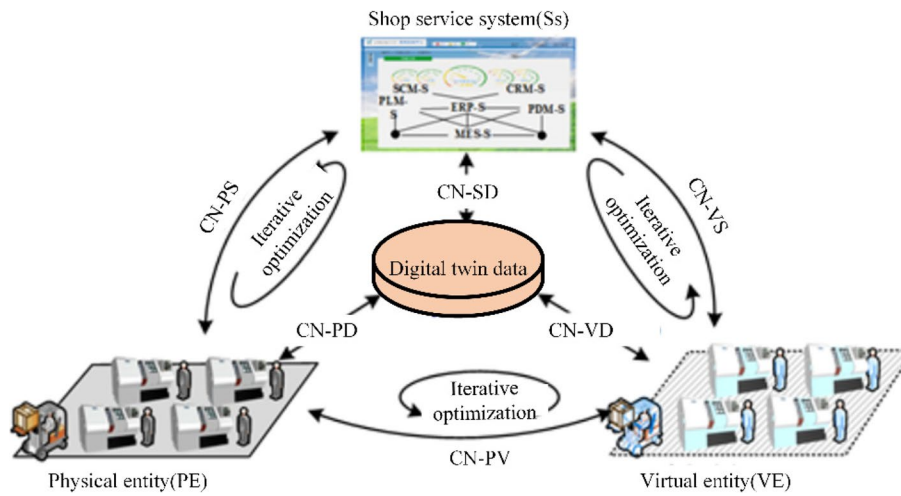 Shop service system(Ss)
SCM-S
CRM-S
PLM-
S
ERP-S
PDM-S
MES-S
CN-PS
Iterative
optimization
CN-SD
Iterative
optimization
CN-VS
Digital twin data
CN-PD
CN-VD
Iterative
optimization
CN-PV
Physical entity(PE)
Virtual entity(VE)